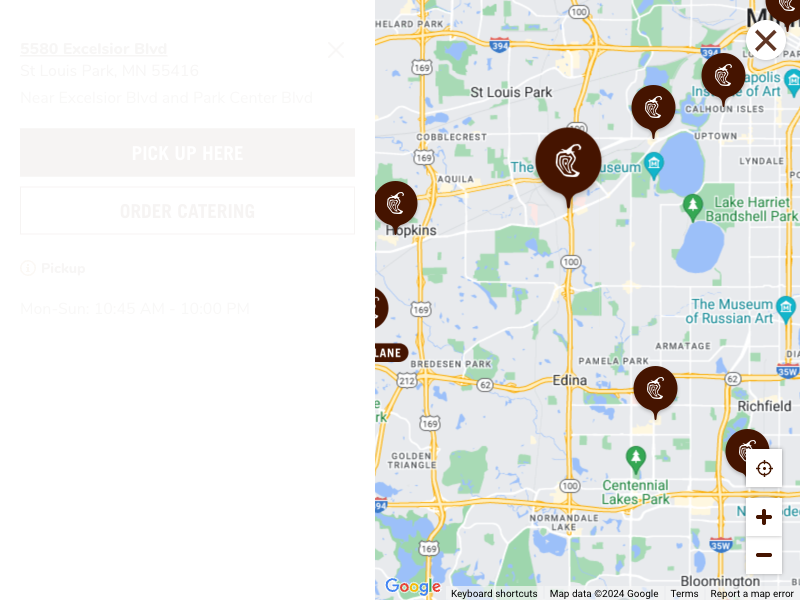 5580 Excelsior Blvd
St Louis Park, MN 55416
Near Excelsior Blvd and Park Center Blvd
PICK UP HERE
ORDER CATERING
Pickup
Mon-Sun: 10:45 AM - 10:00 PM
HELARD PARK
100
394
394
169
St Louis Park
Institute of Art
CALHOUN ISLES
100
COBBLECREST
UPTOWN
169
LYNDALE
The Museum
AQUILA
Lake Harriet
Bandshell Park
Hopkins
100
169
The Museum
of Russian Art
ARMATAGE
LANE
BREDESEN PARK
PAMELA PARK
35W
212
62
Edina
62
Richfield
169
GOLDEN
TRIANGLE
Centennial
Lakes Park
100
NORMANDALE
LAKE
169
35W
Bloomington
Google
Keyboard shortcuts
Map data ©2024 Google
Terms
Report a map error